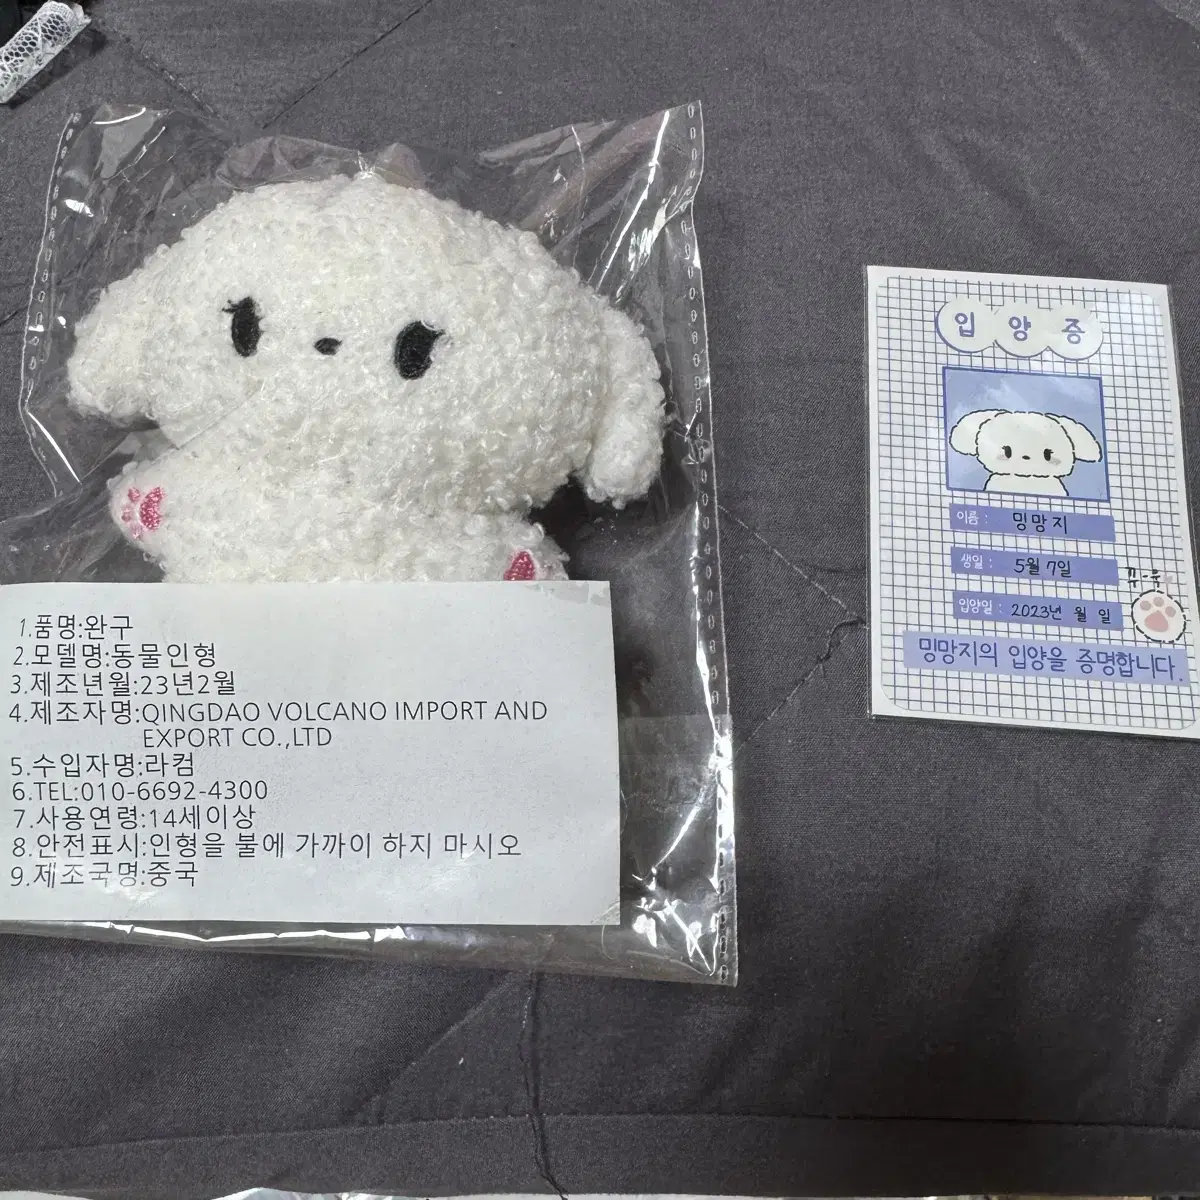 1.품명:완구
2.모델명:동물인형
3.제조년월:23년2월
4.제조자명:QINGDAO VOLCANO IMPORT AND
EXPORT CO.,LTD
5.수입자명:라컴
6.TEL:010-6692-4300
7.사용연령:14세이상
8.안전표시:인형을 불에 가까이 하지 마시오
9.제조국명:중국
입양증
이름 : 밍망지
생일 : 5월 7일
입양일 : 2023년 월 일
밍망지의 입양을 증명합니다.